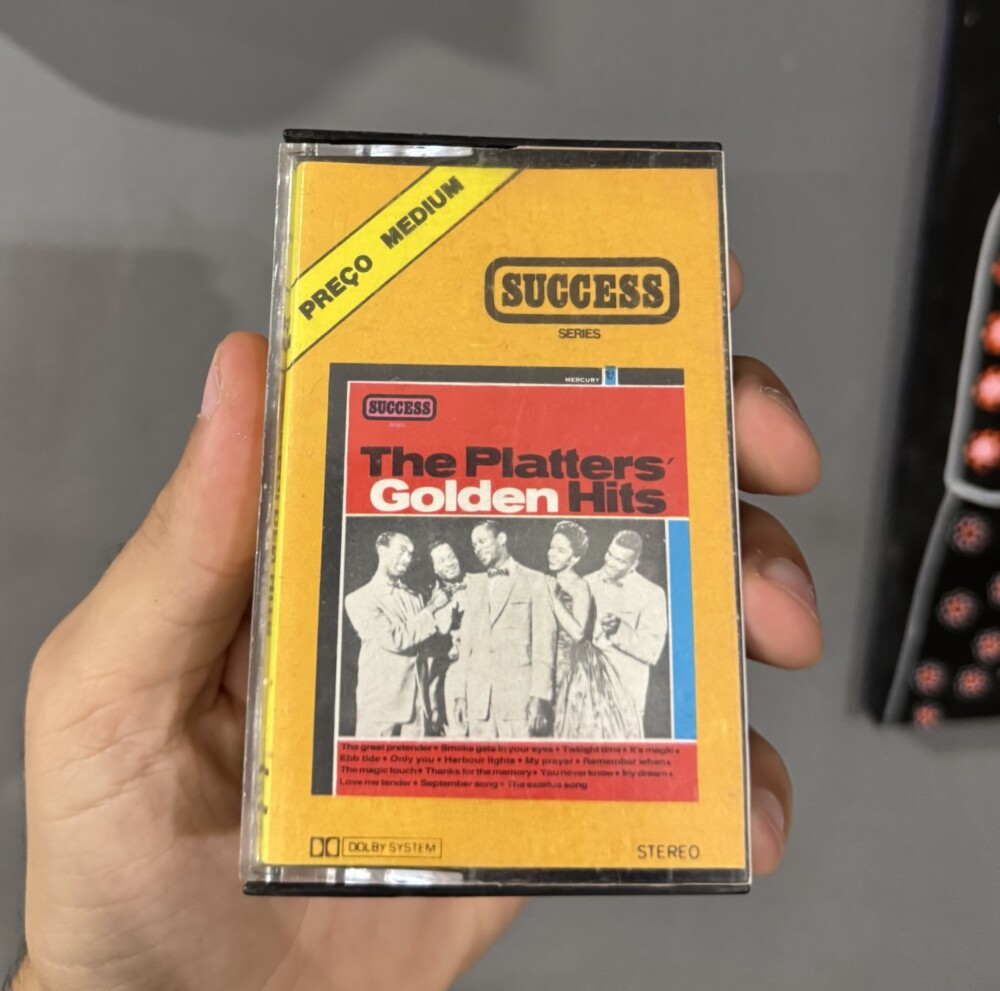 PREÇO MEDIUM
SUCCESS
SERIES
MERCURY
SUCCESS
The Platters'
Golden Hits
The great pretender • Smoke gets in your eyes • Twilight time • It's magic •
Ebb tide • Only you • Harbour lights • My prayer • Remember when •
The magic touch • Thanks for the memory • You never know • My dream •
Love me tender • September song • The exodus song
DOLBY SYSTEM
STEREO